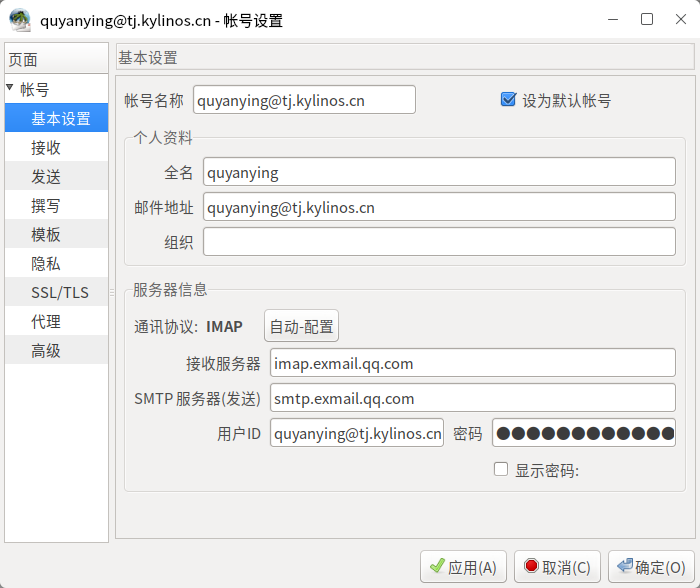 quyanying@tj.kylinos.cn - 帐号设置
页面
帐号
基本设置
接收
发送
撰写
模板
隐私
SSL/TLS
代理
高级
基本设置
帐号名称 quyanying@tj.kylinos.cn 设为默认帐号
个人资料
全名 quyanying
邮件地址 quyanying@tj.kylinos.cn
组织
服务器信息
通讯协议: IMAP 自动-配置
接收服务器 imap.exmail.qq.com
SMTP 服务器(发送) smtp.exmail.qq.com
用户ID quyanying@tj.kylinos.cn 密码 ●●●●●●●●●●●●
显示密码:
应用(A) 取消(C) 确定(O)